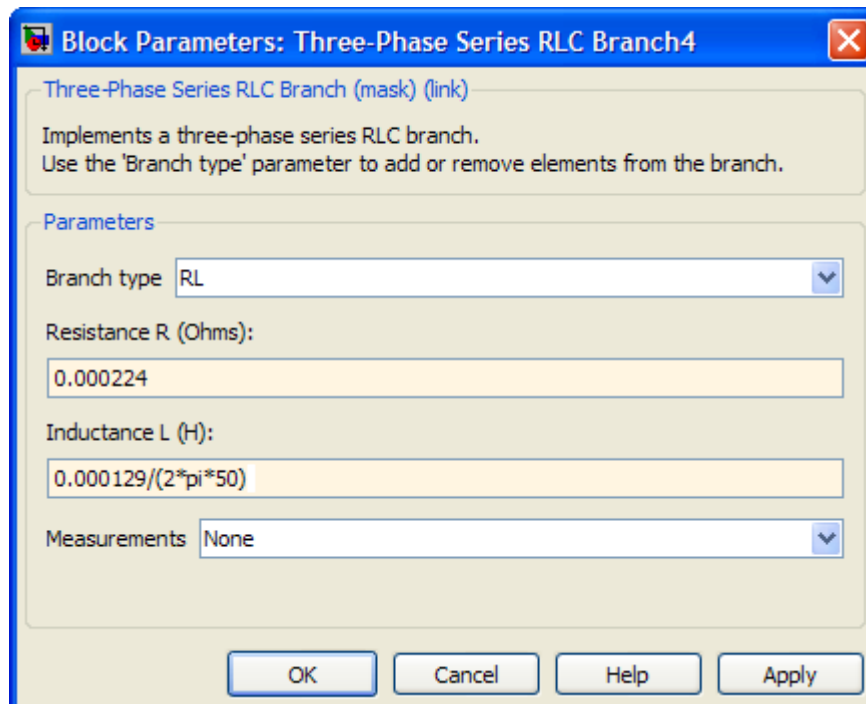 Block Parameters: Three-Phase Series RLC Branch4
Three-Phase Series RLC Branch (mask) (link)
Implements a three-phase series RLC branch.
Use the 'Branch type' parameter to add or remove elements from the branch.
Parameters
Branch type RL
Resistance R (Ohms):
0.000224
Inductance L (H):
0.000129/(2*pi*50)
Measurements None
OK Cancel Help Apply